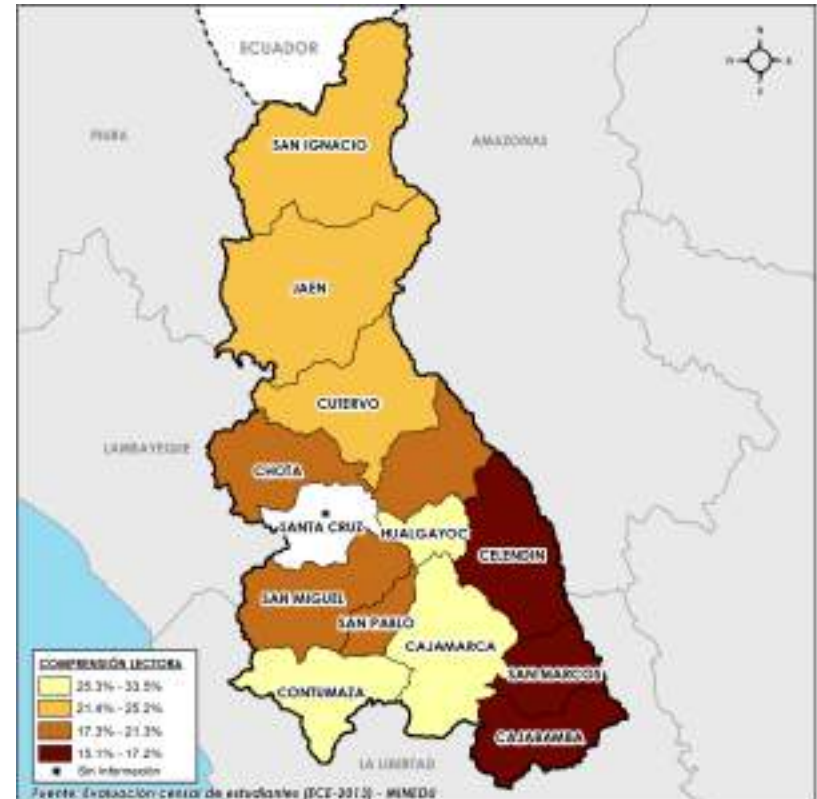 ECUADOR
N
PIURA
SAN IGNACIO
AMAZONAS
JAEN
CUTERVO
LAMBAYEQUE
CHOTA
SANTA CRUZ
HUALGAYOC
CELENDIN
SAN MIGUEL
SAN PABLO
CAJAMARCA
SAN MARCOS
CONTUMAZA
CAJABAMBA
LA LIBERTAD
COMPRENSIÓN LECTORA
25.3% - 33.5%
21.4% - 25.2%
17.3% - 21.3%
15.1% - 17.2%
Sin Información
Fuente: Evaluación censal de estudiantes (ECE-2013) - MINEDU